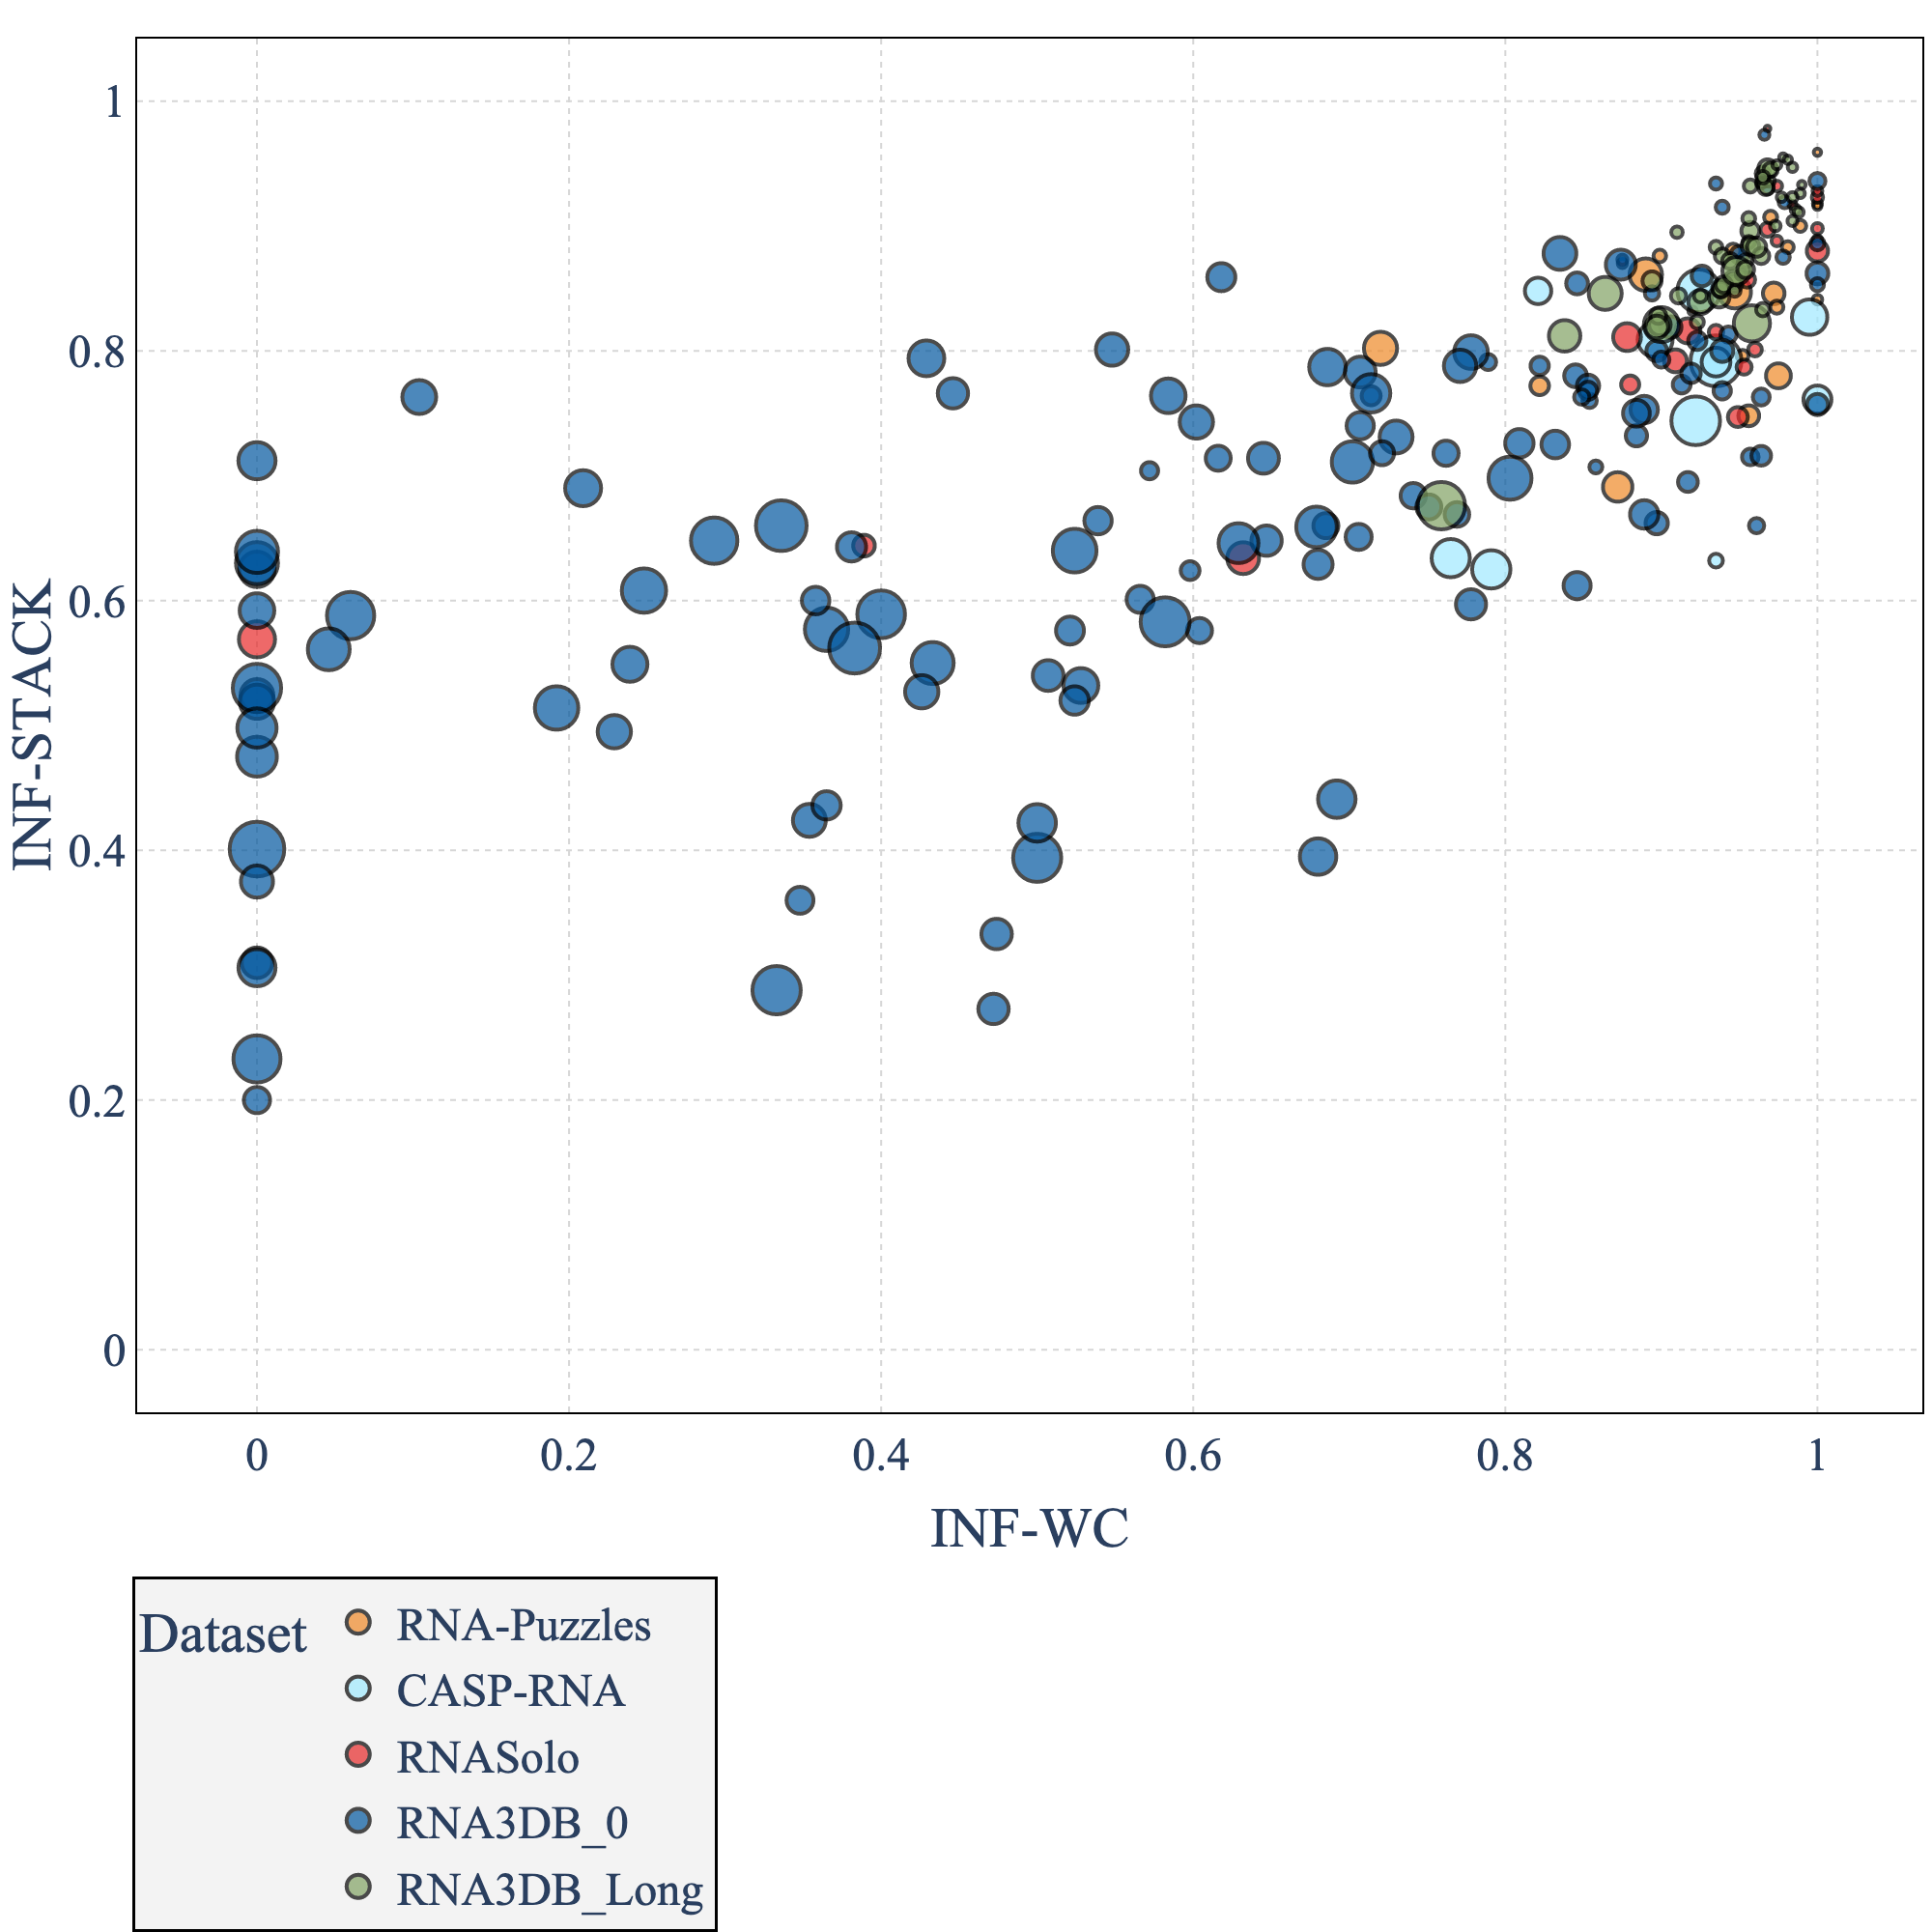 1
0.8
0.6
0.4
0.2
0
INF-STACK
0 0.2 0.4 0.6 0.8 1
INF-WC
Dataset
RNA-Puzzles
CASP-RNA
RNASolo
RNA3DB_0
RNA3DB_Long